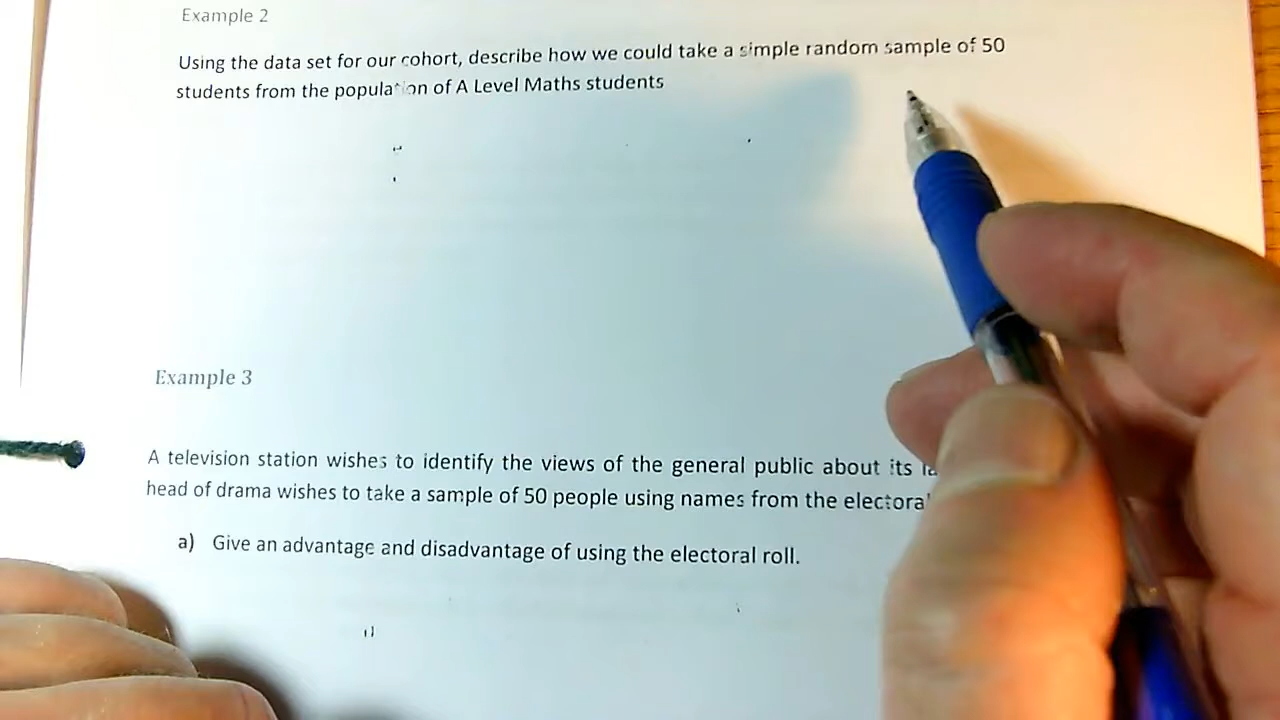 Example 2
Using the data set for our cohort, describe how we could take a simple random sample of 50
students from the population of A Level Maths students
Example 3
A television station wishes to identify the views of the general public about its
head of drama wishes to take a sample of 50 people using names from the electoral
a) Give an advantage and disadvantage of using the electoral roll.